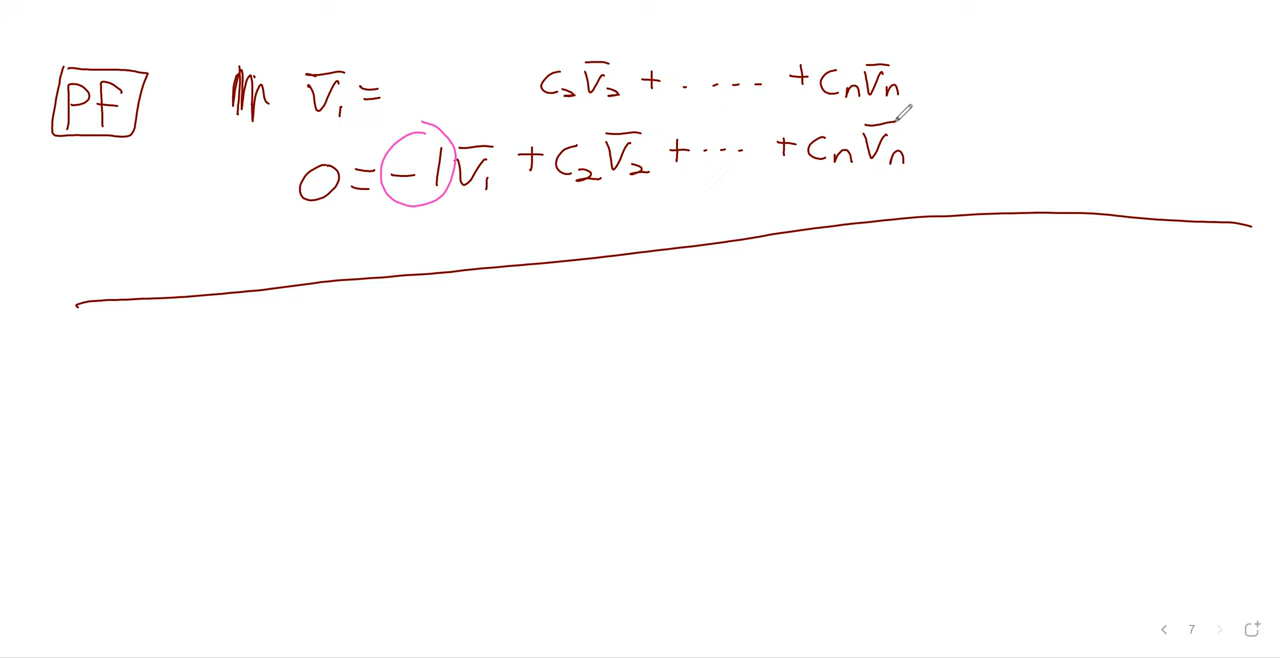 PF
V̅₁ = C₂V̅₂ + ..... + CₙV̅ₙ
0 = -1V̅₁ + C₂V̅₂ + ... + CₙV̅ₙ
7